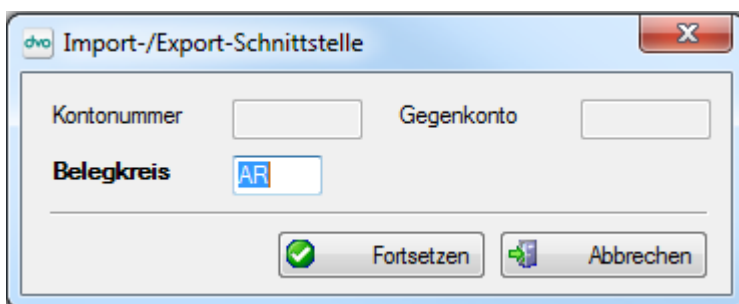 dvo Import-/Export-Schnittstelle
Kontonummer Gegenkonto
Belegkreis AR
Fortsetzen Abbrechen